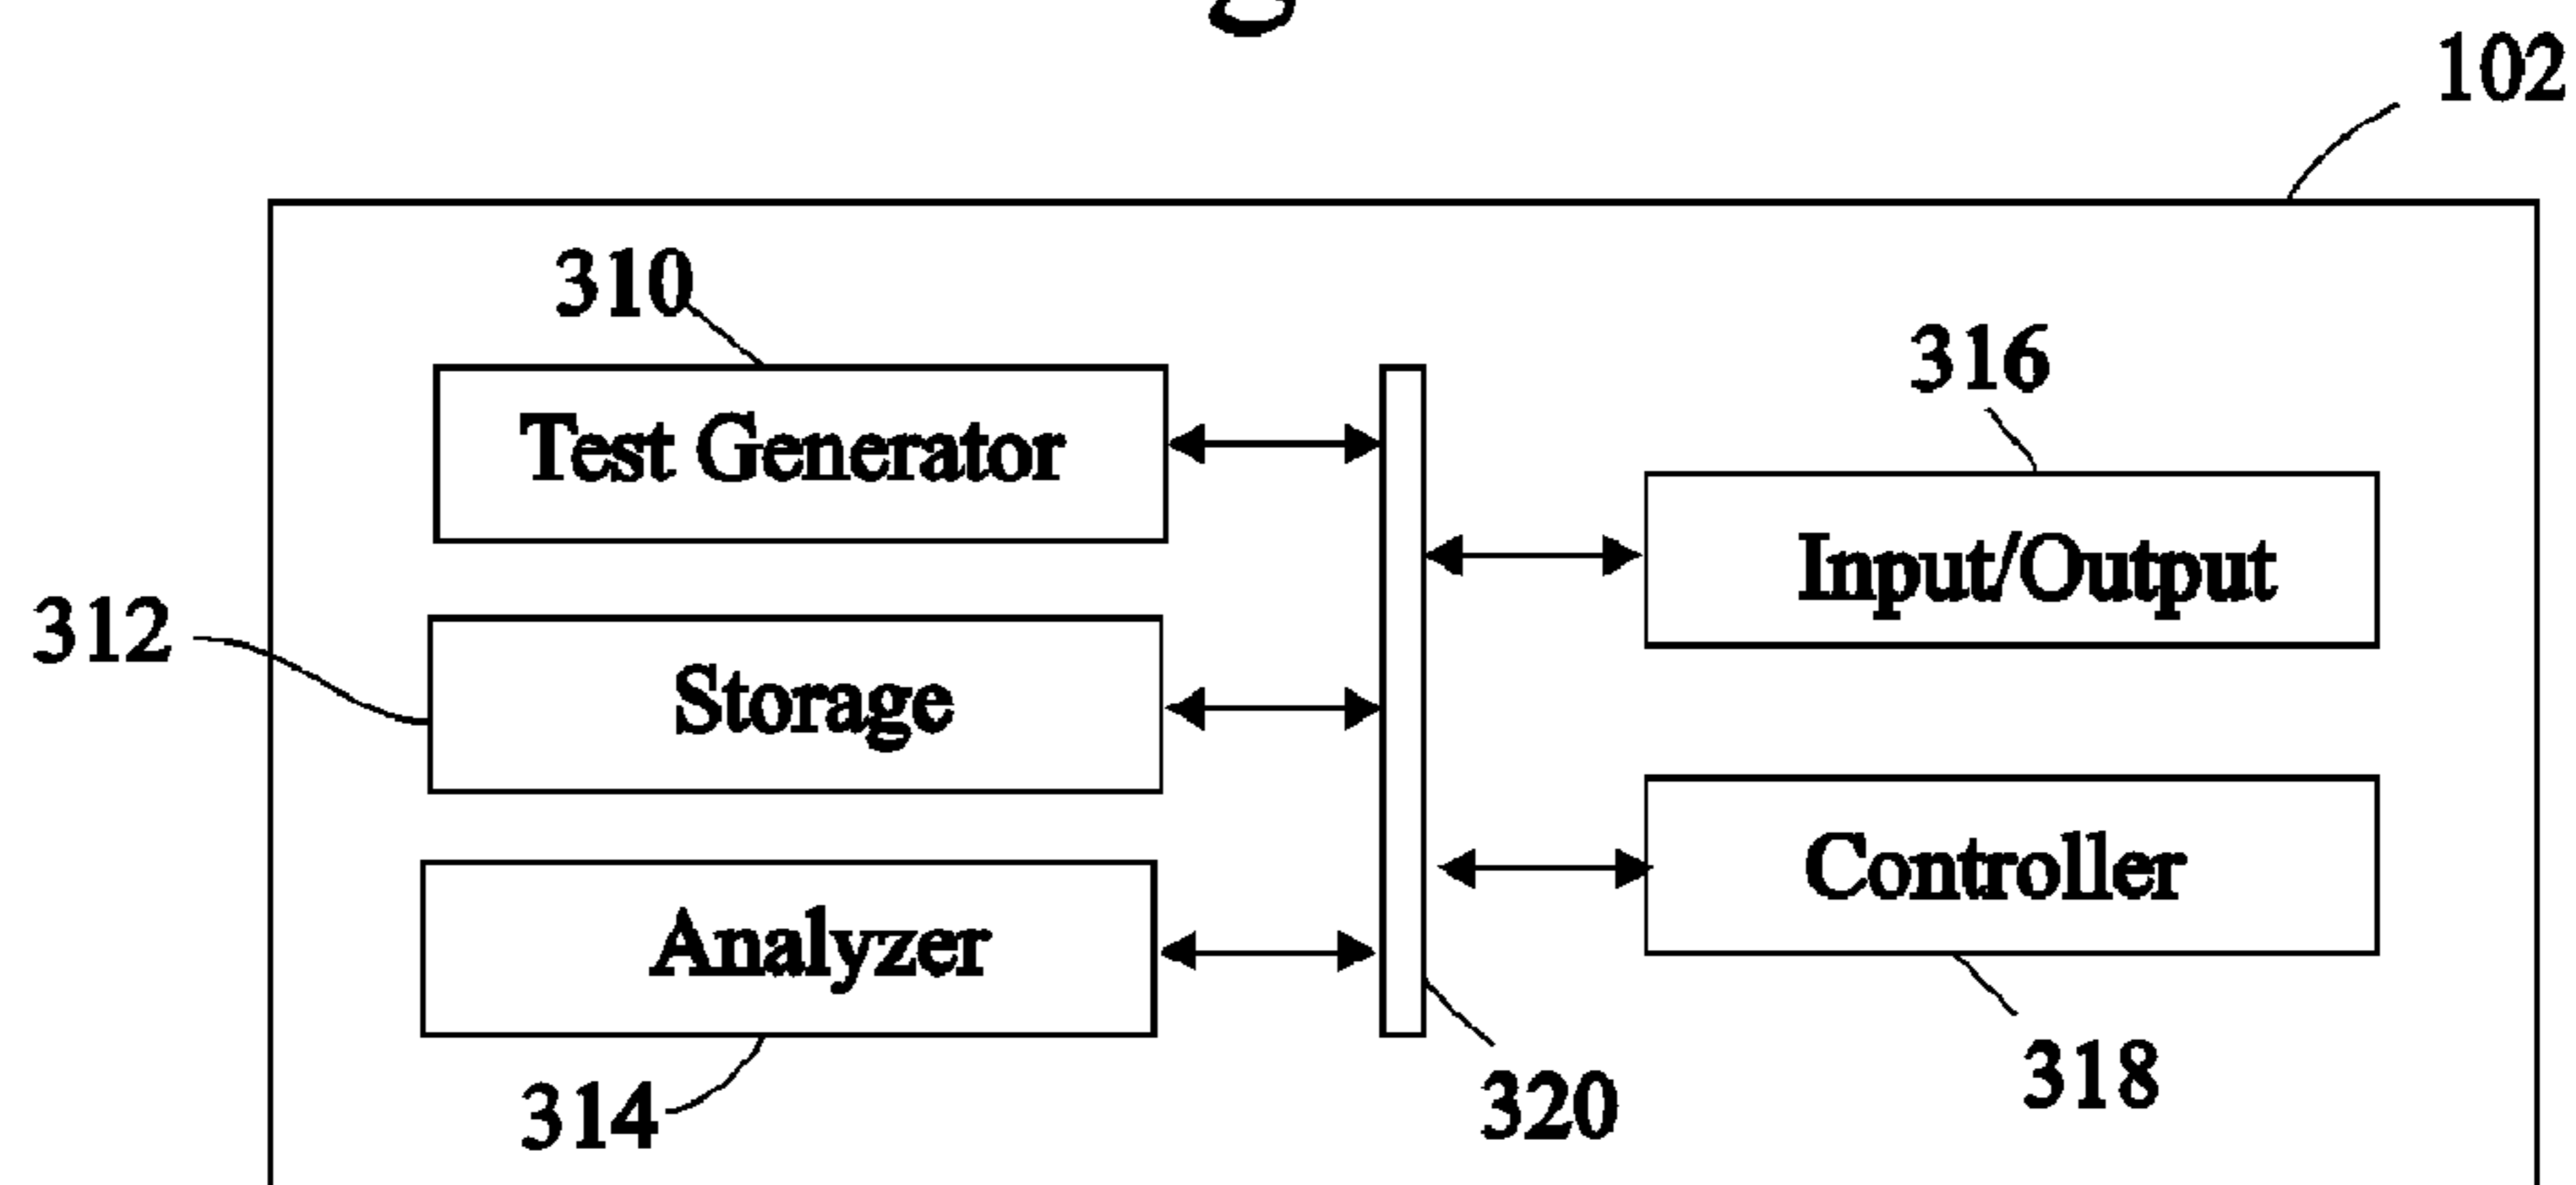 102
310
Test Generator
316
Input/Output
312
Storage
Controller
Analyzer
314
320
318